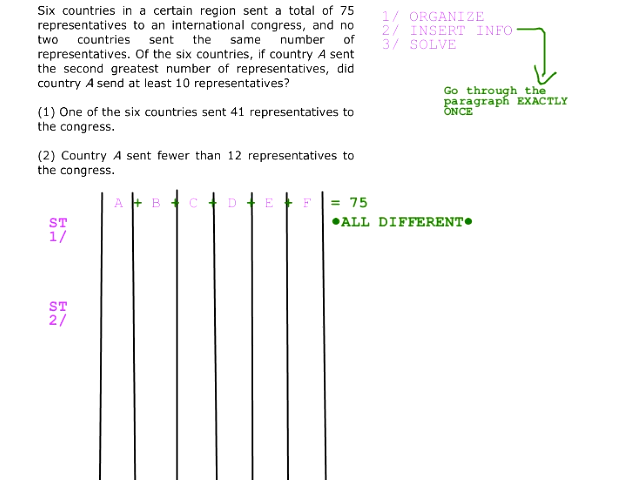 Six countries in a certain region sent a total of 75
representatives to an international congress, and no
two countries sent the same number of
representatives. Of the six countries, if country A sent
the second greatest number of representatives, did
country A send at least 10 representatives?
(1) One of the six countries sent 41 representatives to
the congress.
(2) Country A sent fewer than 12 representatives to
the congress.
1/ ORGANIZE
2/ INSERT INFO
3/ SOLVE
Go through the
paragraph EXACTLY
ONCE
A + B + C + D + E + F = 75
•ALL DIFFERENT•
ST
1/
ST
2/